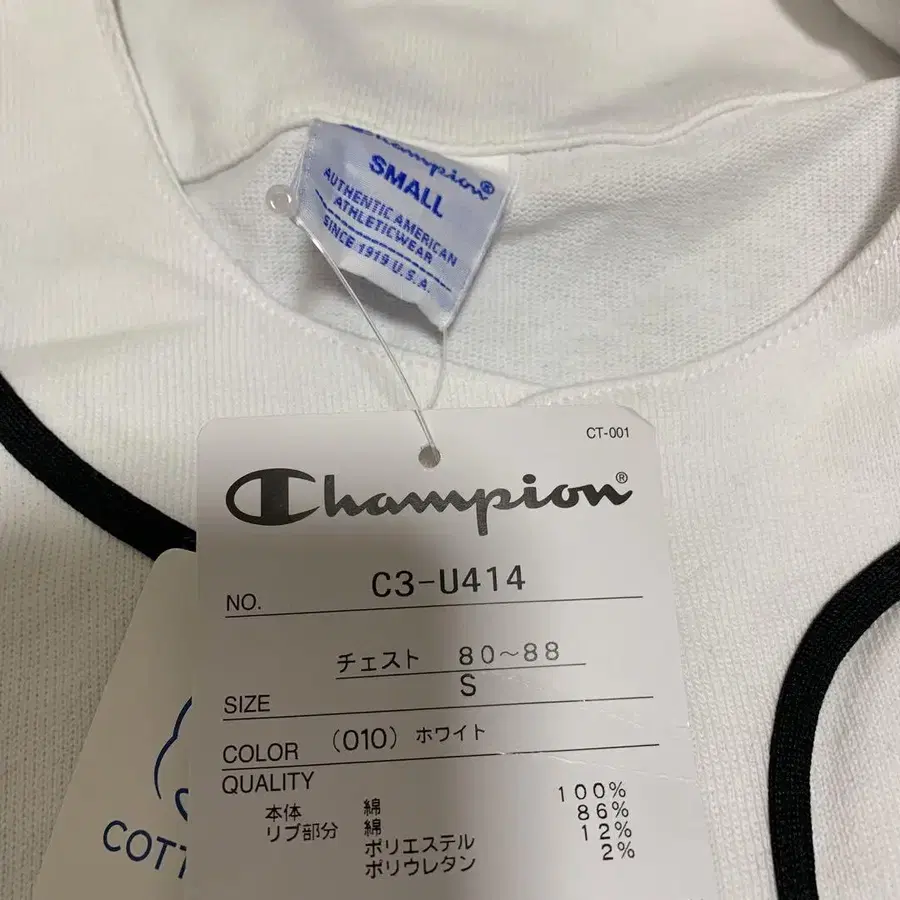 Champion®
SMALL
AUTHENTIC AMERICAN
ATHLETICWEAR
SINCE 1919 U.S.A.
CT-001
Champion®
NO. C3-U414
チェスト 80～88
SIZE S
COLOR (010) ホワイト
QUALITY
本体 綿 100%
リブ部分 綿 86%
ポリエステル 12%
ポリウレタン 2%
COTT